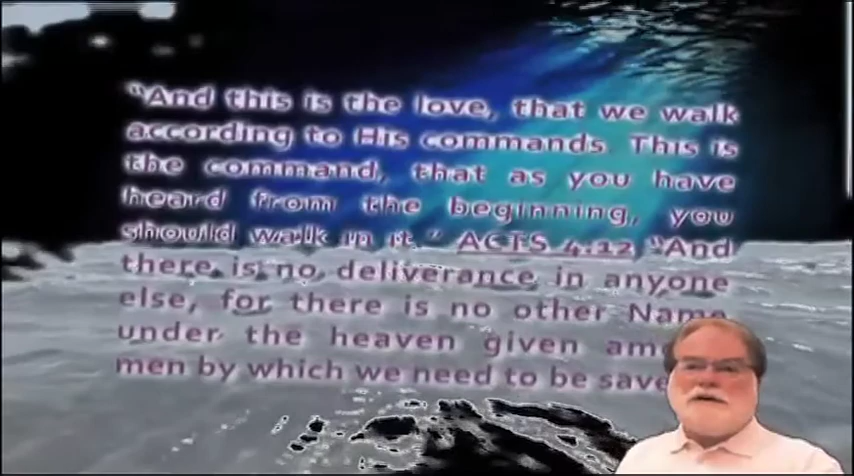 “And this is the love, that we walk
according to His commands. This is
the command, that as you have
heard from the beginning, you
should walk in it.” ACTS 4:12 “And
there is no deliverance in anyone
else, for there is no other Name
under the heaven given
men by which we need to be